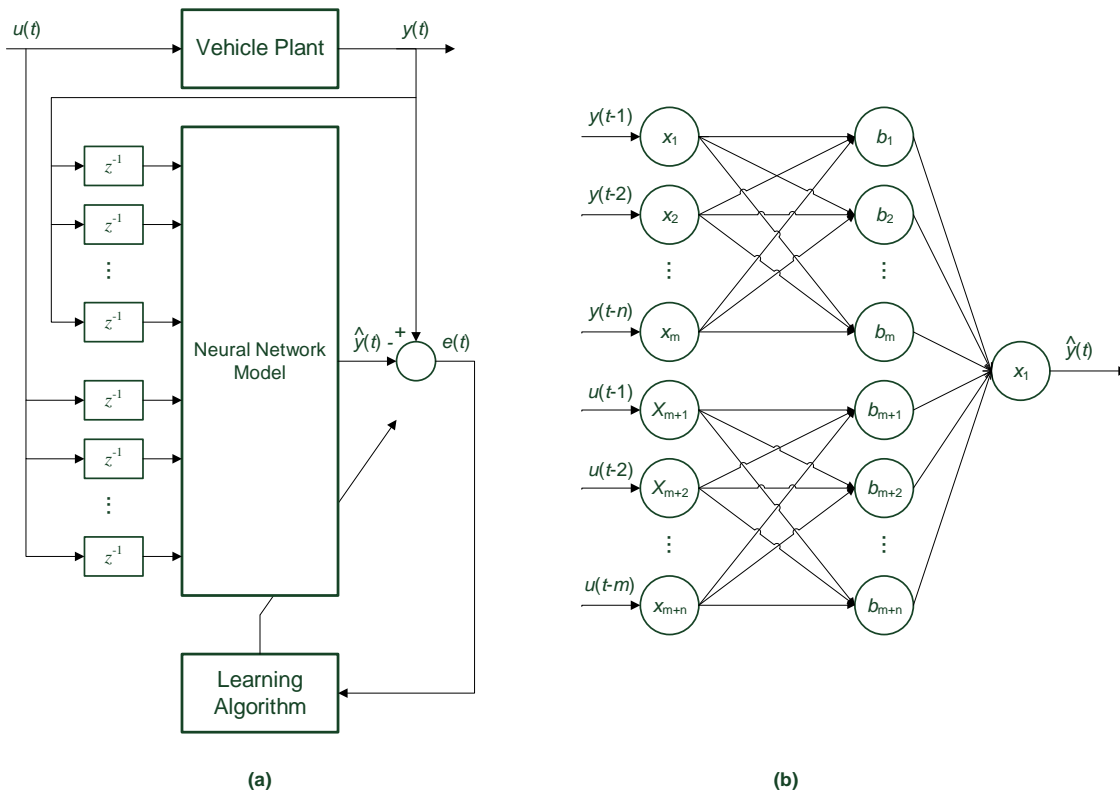 u(t)
Vehicle Plant
y(t)
z⁻¹
z⁻¹
⋮
z⁻¹
z⁻¹
z⁻¹
⋮
z⁻¹
Neural Network
Model
ŷ(t)
-
+
e(t)
Learning
Algorithm
(a)
y(t-1)
x₁
b₁
y(t-2)
x₂
b₂
⋮
⋮
y(t-n)
xₘ
bₘ
u(t-1)
Xₘ₊₁
bₘ₊₁
u(t-2)
Xₘ₊₂
bₘ₊₂
⋮
⋮
u(t-m)
xₘ₊ₙ
bₘ₊ₙ
x₁
ŷ(t)
(b)